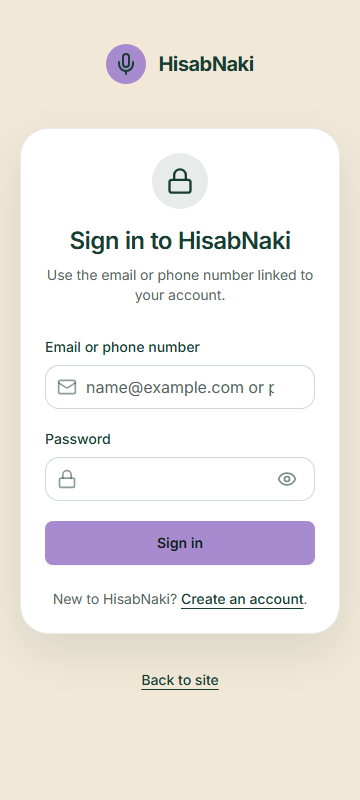 HisabNaki
Sign in to HisabNaki
Use the email or phone number linked to
your account.
Email or phone number
name@example.com or p
Password
Sign in
New to HisabNaki? Create an account.
Back to site